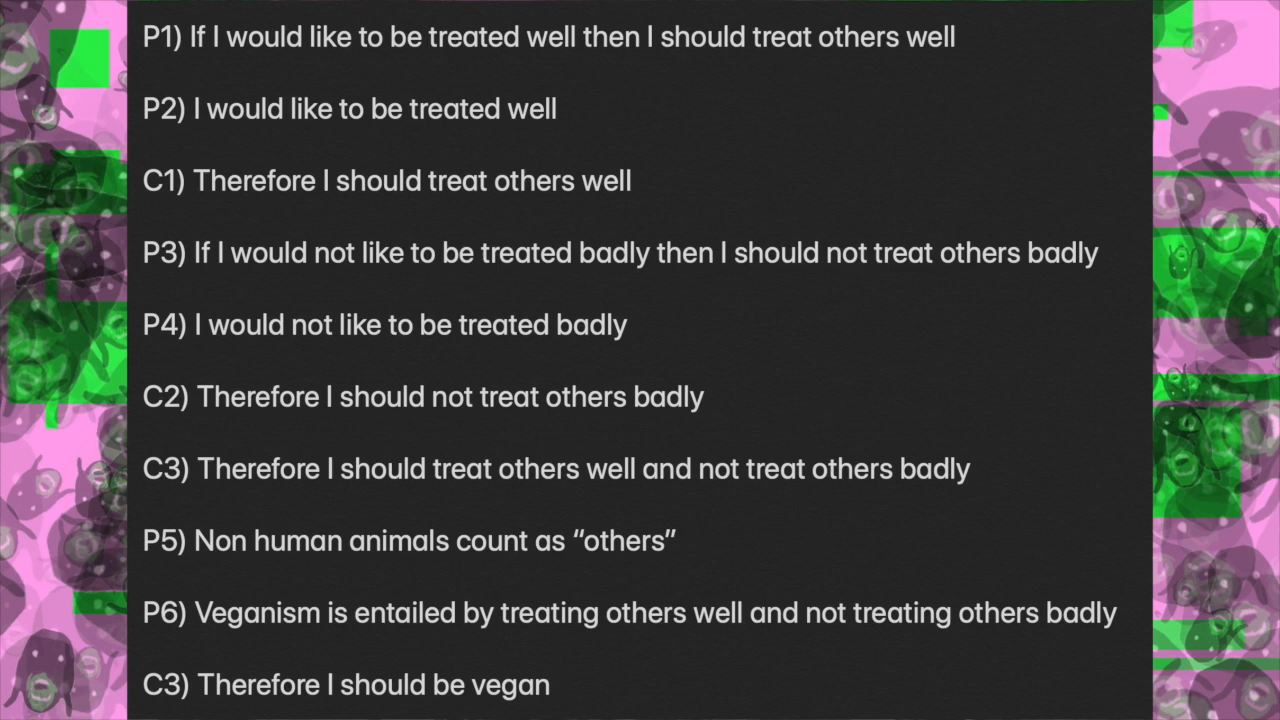 P1) If I would like to be treated well then I should treat others well
P2) I would like to be treated well
C1) Therefore I should treat others well
P3) If I would not like to be treated badly then I should not treat others badly
P4) I would not like to be treated badly
C2) Therefore I should not treat others badly
C3) Therefore I should treat others well and not treat others badly
P5) Non human animals count as “others”
P6) Veganism is entailed by treating others well and not treating others badly
C3) Therefore I should be vegan